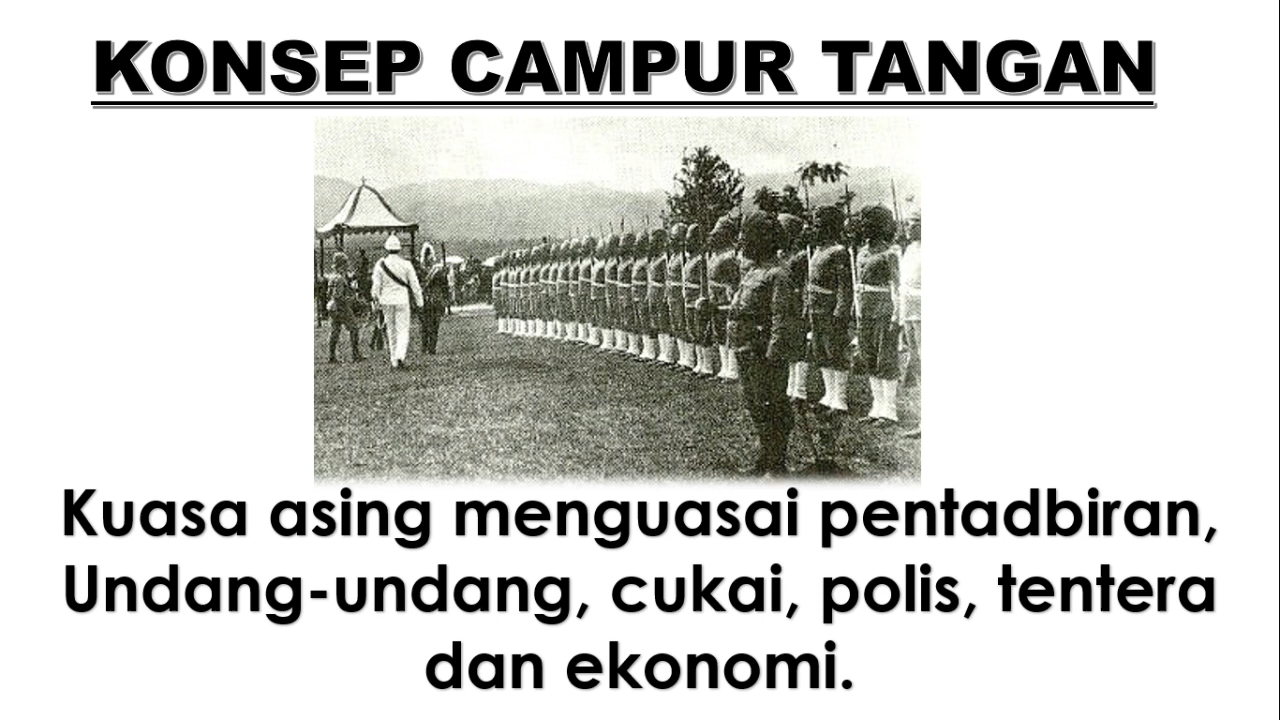 KONSEP CAMPUR TANGAN
Kuasa asing menguasai pentadbiran,
Undang-undang, cukai, polis, tentera
dan ekonomi.